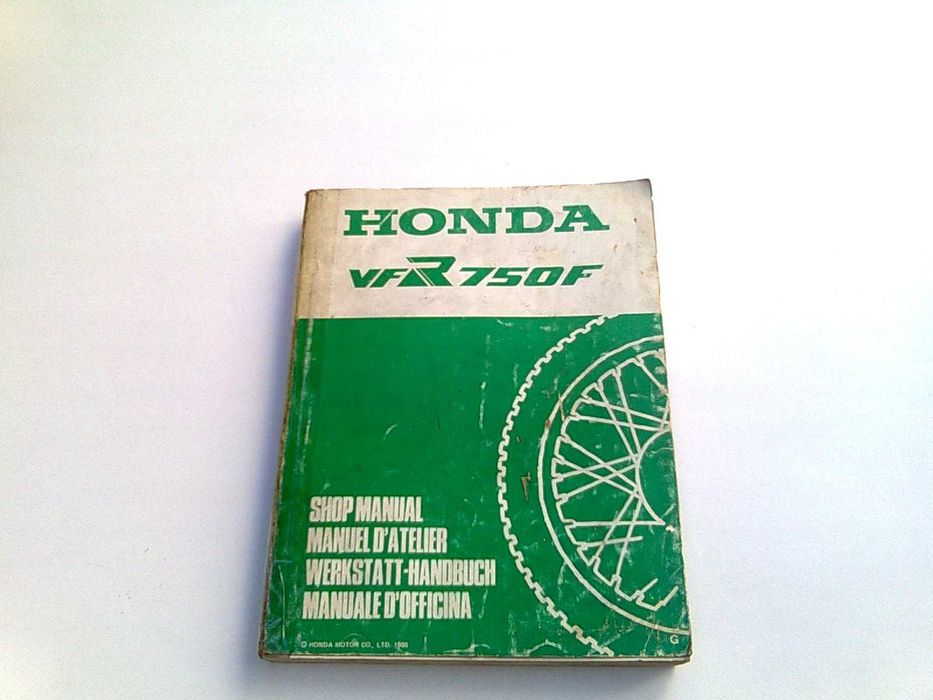 HONDA
VFR750F
SHOP MANUAL
MANUEL D'ATELIER
WERKSTATT-HANDBUCH
MANUALE D'OFFICINA
© HONDA MOTOR CO., LTD. 1986
G